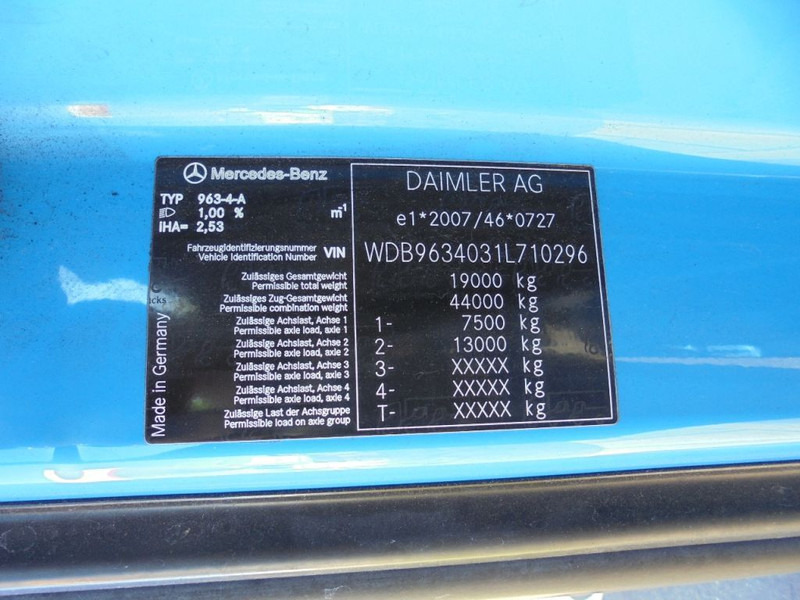 Mercedes-Benz
TYP 963-4-A
1,00 % m⁻¹
IHA= 2,53
DAIMLER AG
e1*2007/46*0727
Fahrzeugidentifizierungsnummer
Vehicle Identification Number VIN WDB9634031L710296
Zulässiges Gesamtgewicht
Permissible total weight 19000 kg
Zulässiges Zug-Gesamtgewicht
Permissible combination weight 44000 kg
Zulässige Achslast, Achse 1
Permissible axle load, axle 1 1- 7500 kg
Zulässige Achslast, Achse 2
Permissible axle load, axle 2 2- 13000 kg
Zulässige Achslast, Achse 3
Permissible axle load, axle 3 3- XXXXX kg
Zulässige Achslast, Achse 4
Permissible axle load, axle 4 4- XXXXX kg
Zulässige Last der Achsgruppe
Permissible load on axle group T- XXXXX kg
Made in Germany